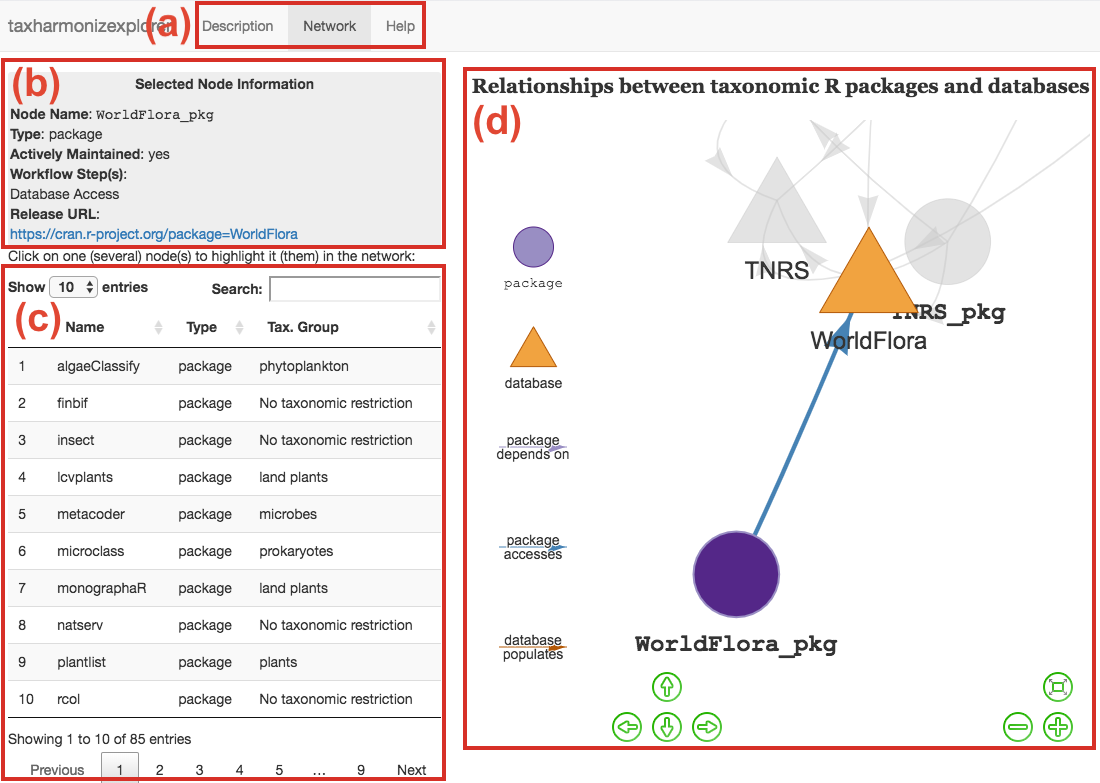 taxharmonizexplorer (a) Description Network Help
(b) Selected Node Information
Node Name: WorldFlora_pkg
Type: package
Actively Maintained: yes
Workflow Step(s):
Database Access
Release URL:
https://cran.r-project.org/package=WorldFlora
Click on one (several) node(s) to highlight it (them) in the network:
Show 10 entries Search:
(c) Name Type Tax. Group
1 algaeClassify package phytoplankton
2 finbif package No taxonomic restriction
3 insect package No taxonomic restriction
4 lcvplants package land plants
5 metacoder package microbes
6 microclass package prokaryotes
7 monographaR package land plants
8 natserv package No taxonomic restriction
9 plantlist package plants
10 rcol package No taxonomic restriction
Showing 1 to 10 of 85 entries
Previous 1 2 3 4 5 ... 9 Next
Relationships between taxonomic R packages and databases
(d)
package
database
package
depends on
package
accesses
database
populates
TNRS
TNRS_pkg
WorldFlora
WorldFlora_pkg